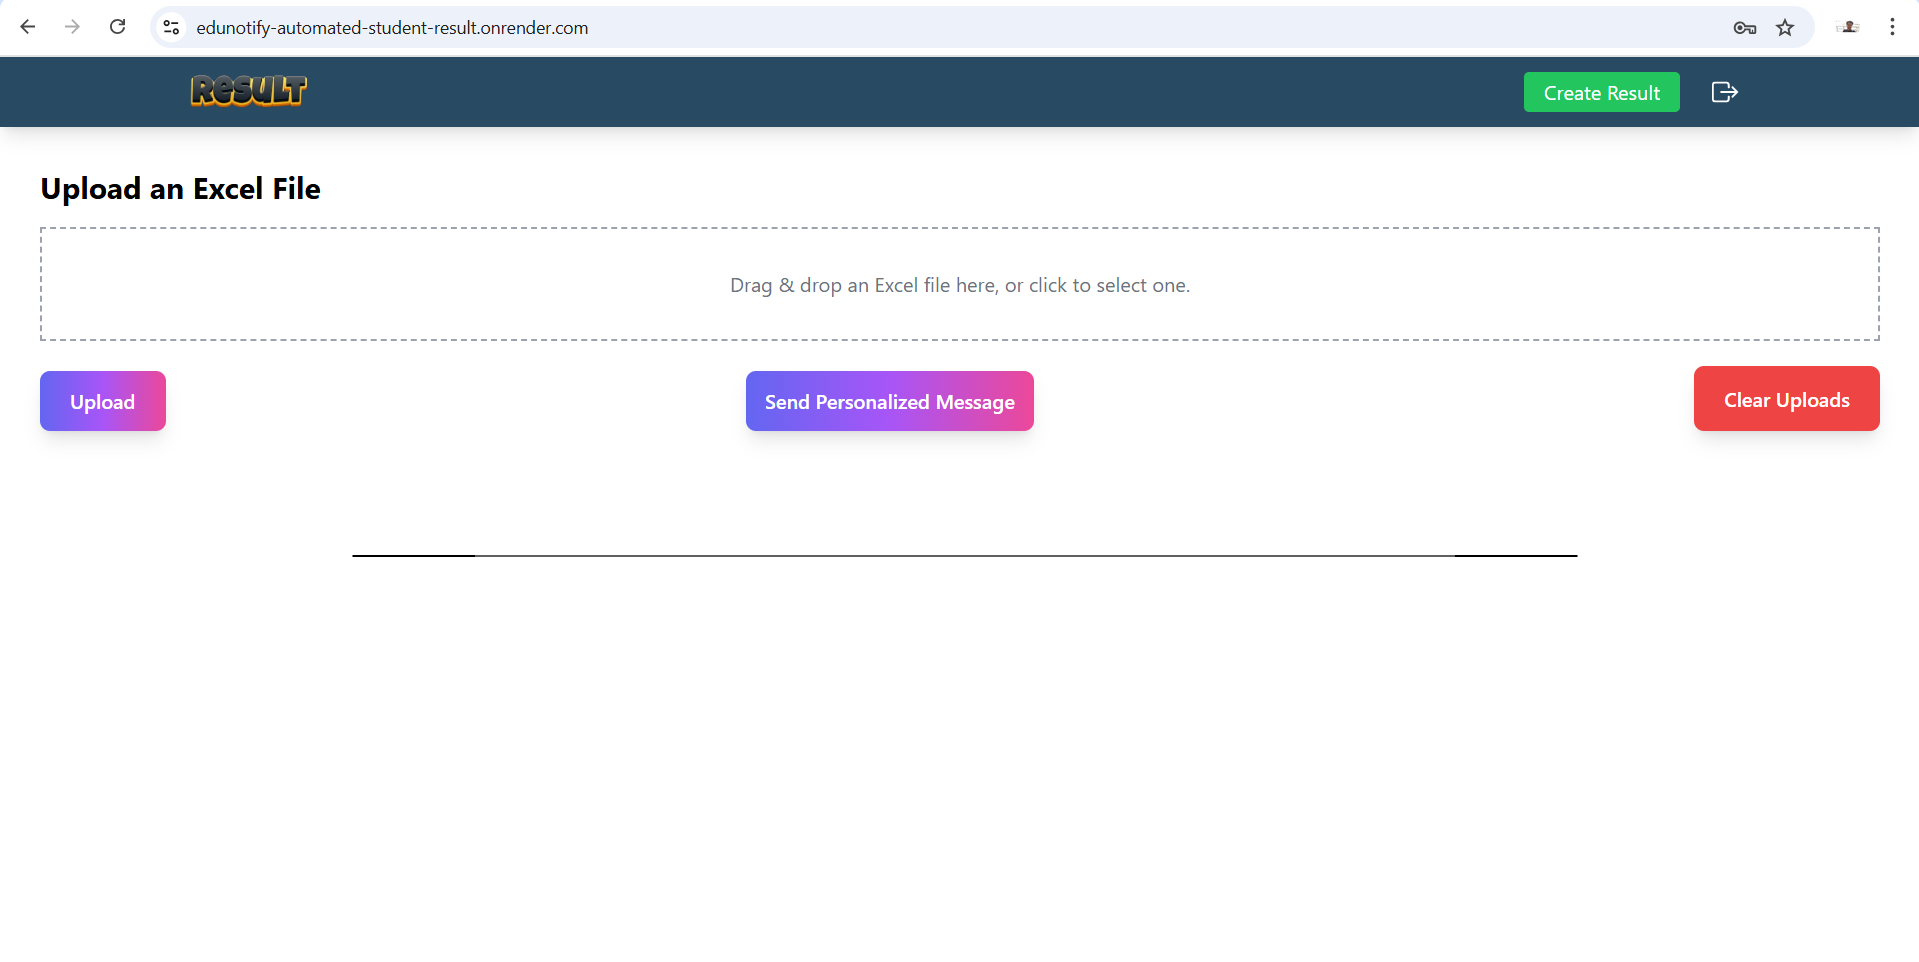 edunotify-automated-student-result.onrender.com
RESULT
Create Result
Upload an Excel File
Drag & drop an Excel file here, or click to select one.
Upload
Send Personalized Message
Clear Uploads